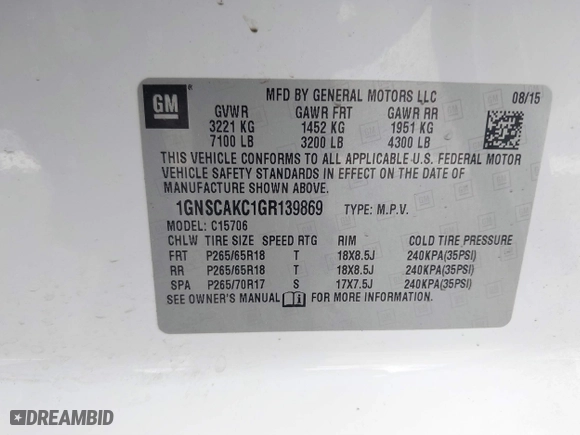 GM
MFD BY GENERAL MOTORS LLC 08/15
GVWR GAWR FRT GAWR RR
3221 KG 1452 KG 1951 KG
7100 LB 3200 LB 4300 LB
THIS VEHICLE CONFORMS TO ALL APPLICABLE U.S. FEDERAL MOTOR
VEHICLE SAFETY STANDARDS IN EFFECT ON THE DATE OF
MANUFACTURE SHOWN ABOVE.
1GNSCAKC1GR139869 TYPE: M.P.V.
MODEL: C15706
CHLW TIRE SIZE SPEED RTG RIM COLD TIRE PRESSURE
FRT P265/65R18 T 18X8.5J 240KPA(35PSI)
RR P265/65R18 T 18X8.5J 240KPA(35PSI)
SPA P265/70R17 S 17X7.5J 240KPA(35PSI)
SEE OWNER'S MANUAL FOR MORE INFORMATION.
DREAMBID